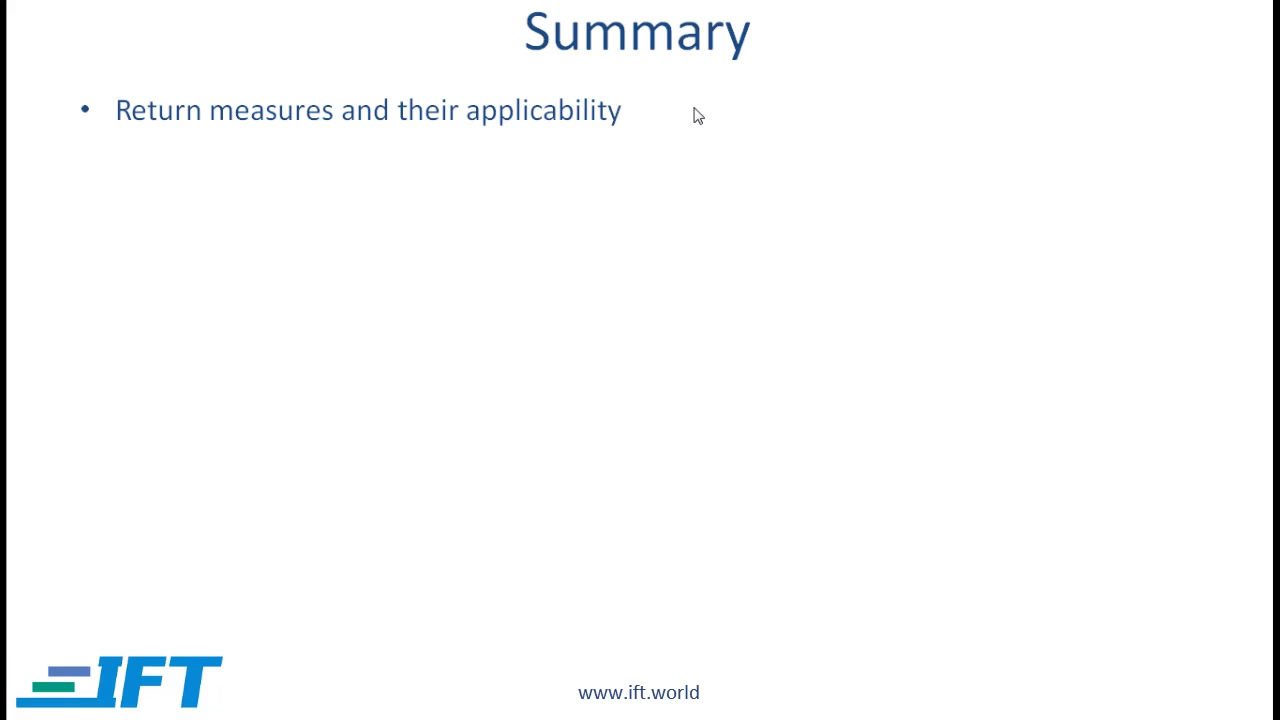 Summary
• Return measures and their applicability
IFT
www.ift.world